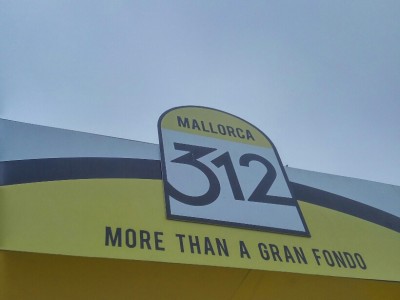 MALLORCA
312
MORE THAN A GRAN FONDO